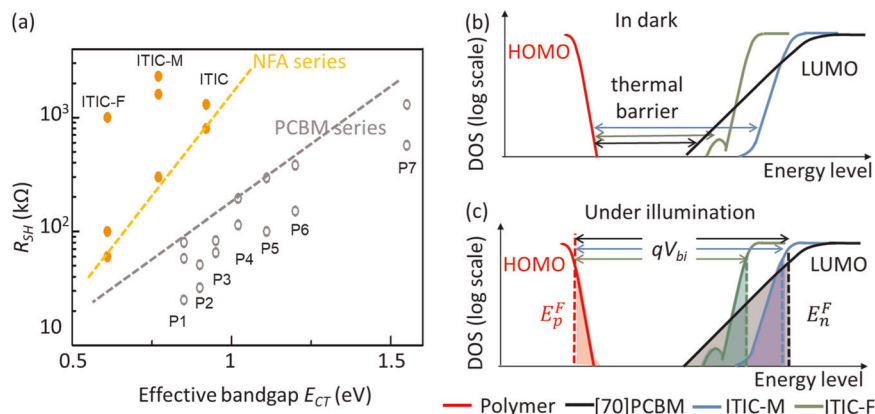 (a)
R_SH (kΩ)
10^3
10^2
10
0.5
1
1.5
Effective bandgap E_CT (eV)
ITIC-M
NFA series
ITIC-F
ITIC
PCBM series
P1
P2
P3
P4
P5
P6
P7
(b)
In dark
HOMO
LUMO
thermal
barrier
DOS (log scale)
Energy level
(c)
Under illumination
HOMO
qV_bi
LUMO
E_p^F
E_n^F
DOS (log scale)
Energy level
Polymer
[70]PCBM
ITIC-M
ITIC-F